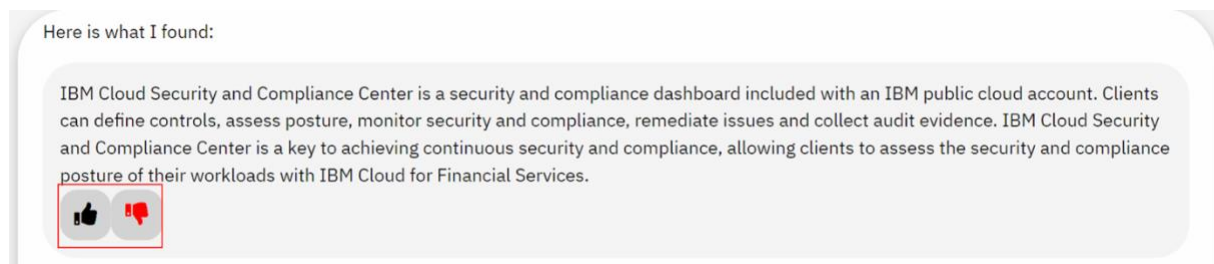 Here is what I found:
IBM Cloud Security and Compliance Center is a security and compliance dashboard included with an IBM public cloud account. Clients
can define controls, assess posture, monitor security and compliance, remediate issues and collect audit evidence. IBM Cloud Security
and Compliance Center is a key to achieving continuous security and compliance, allowing clients to assess the security and compliance
posture of their workloads with IBM Cloud for Financial Services.